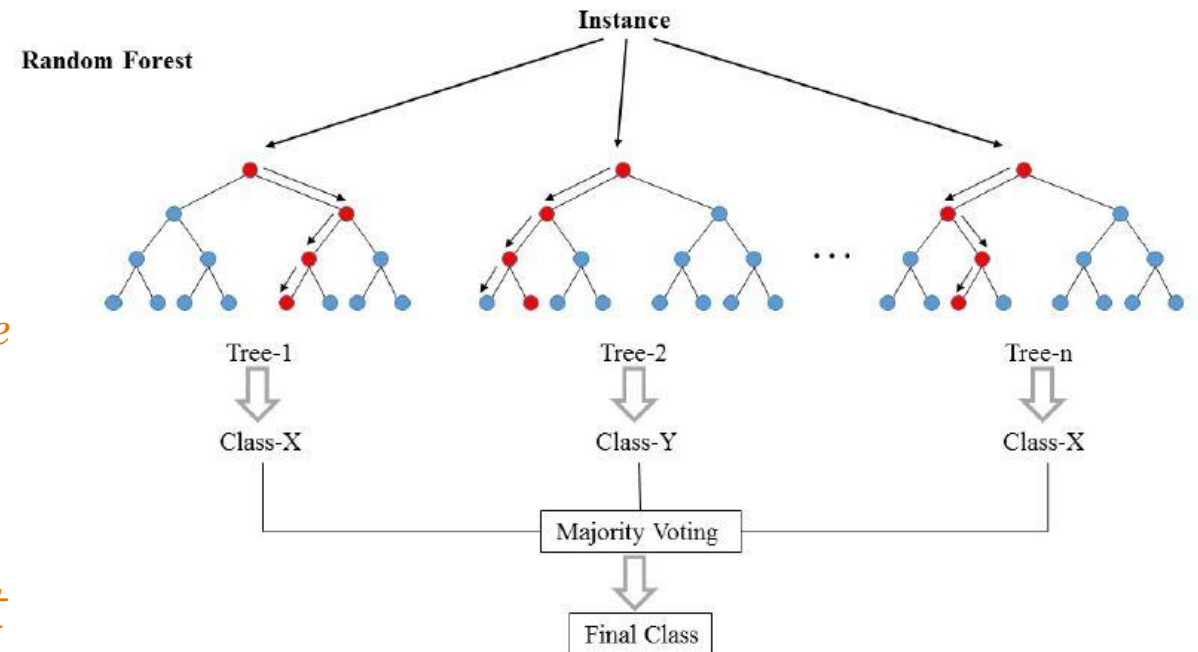 Instance
Random Forest
. . .
e
Tree-1 Tree-2 Tree-n
Class-X Class-Y Class-X
Majority Voting
t
Final Class